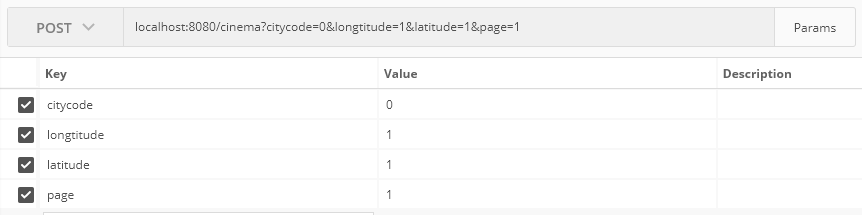 POST localhost:8080/cinema?citycode=0&longtitude=1&latitude=1&page=1 Params
Key Value Description
citycode 0
longtitude 1
latitude 1
page 1